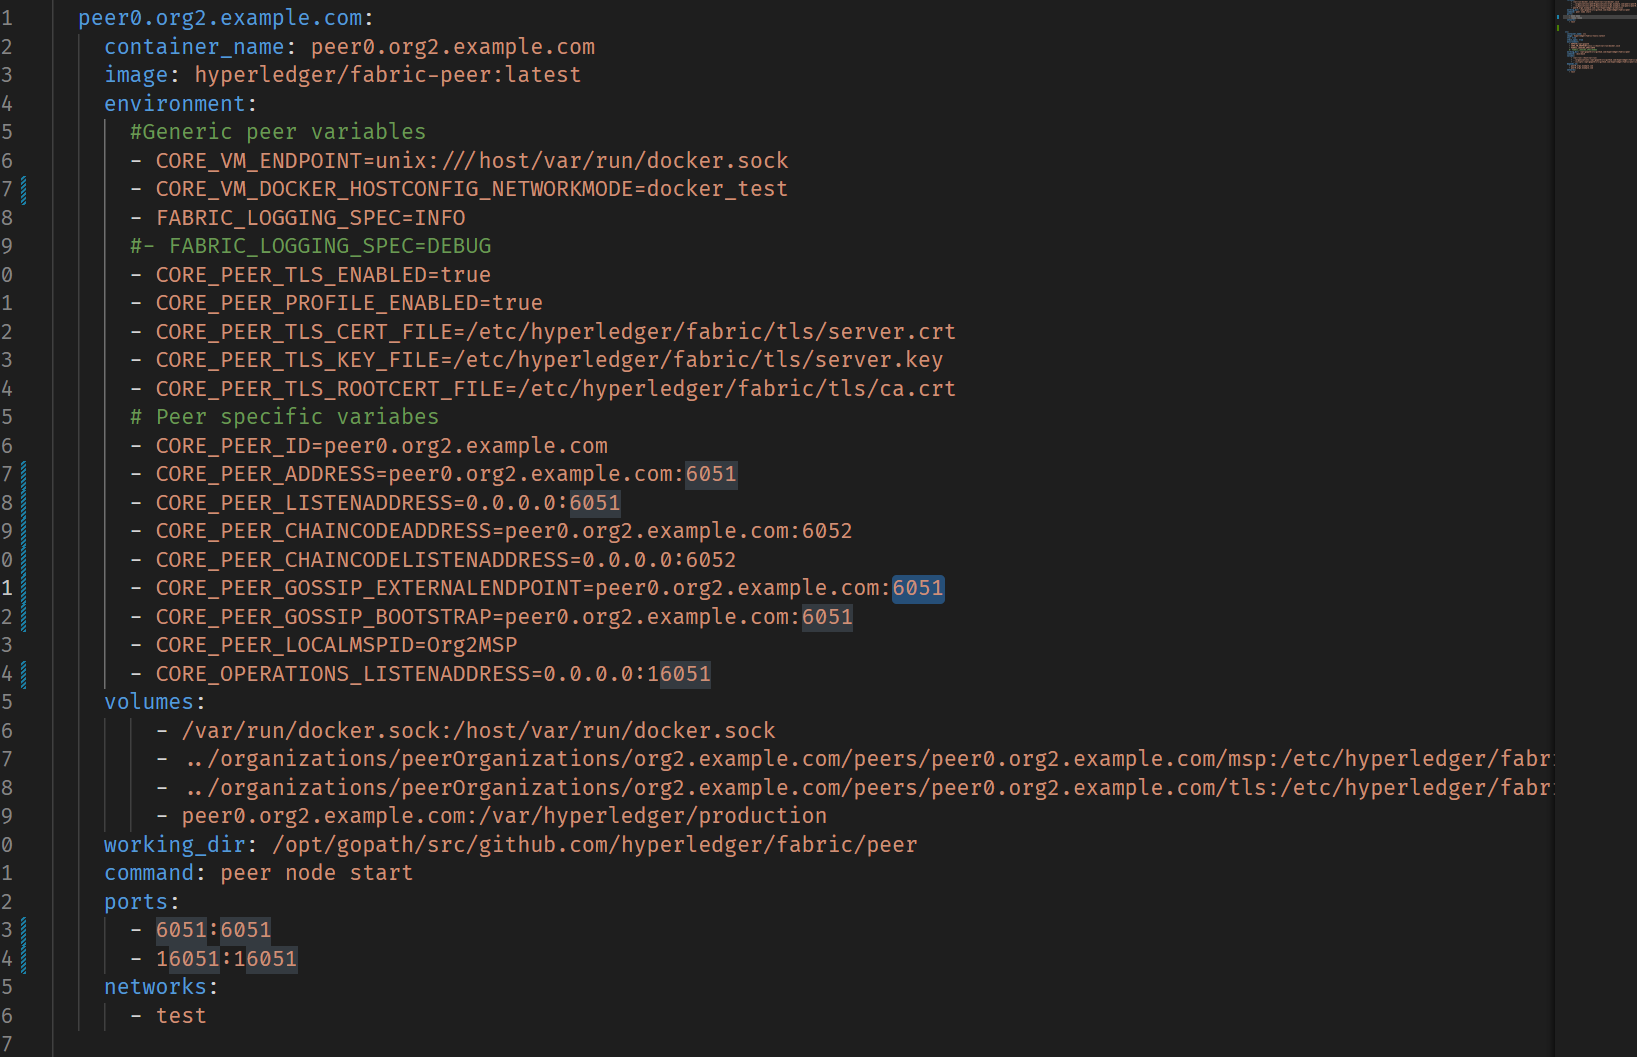 1 peer0.org2.example.com:
2 container_name: peer0.org2.example.com
3 image: hyperledger/fabric-peer:latest
4 environment:
5 #Generic peer variables
6 - CORE_VM_ENDPOINT=unix:///host/var/run/docker.sock
7 - CORE_VM_DOCKER_HOSTCONFIG_NETWORKMODE=docker_test
8 - FABRIC_LOGGING_SPEC=INFO
9 #- FABRIC_LOGGING_SPEC=DEBUG
0 - CORE_PEER_TLS_ENABLED=true
1 - CORE_PEER_PROFILE_ENABLED=true
2 - CORE_PEER_TLS_CERT_FILE=/etc/hyperledger/fabric/tls/server.crt
3 - CORE_PEER_TLS_KEY_FILE=/etc/hyperledger/fabric/tls/server.key
4 - CORE_PEER_TLS_ROOTCERT_FILE=/etc/hyperledger/fabric/tls/ca.crt
5 # Peer specific variabes
6 - CORE_PEER_ID=peer0.org2.example.com
7 - CORE_PEER_ADDRESS=peer0.org2.example.com:6051
8 - CORE_PEER_LISTENADDRESS=0.0.0.0:6051
9 - CORE_PEER_CHAINCODEADDRESS=peer0.org2.example.com:6052
0 - CORE_PEER_CHAINCODELISTENADDRESS=0.0.0.0:6052
1 - CORE_PEER_GOSSIP_EXTERNALENDPOINT=peer0.org2.example.com:6051
2 - CORE_PEER_GOSSIP_BOOTSTRAP=peer0.org2.example.com:6051
3 - CORE_PEER_LOCALMSPID=Org2MSP
4 - CORE_OPERATIONS_LISTENADDRESS=0.0.0.0:16051
5 volumes:
6 - /var/run/docker.sock:/host/var/run/docker.sock
7 - ../organizations/peerOrganizations/org2.example.com/peers/peer0.org2.example.com/msp:/etc/hyperledger/fabr
8 - ../organizations/peerOrganizations/org2.example.com/peers/peer0.org2.example.com/tls:/etc/hyperledger/fabr
9 - peer0.org2.example.com:/var/hyperledger/production
0 working_dir: /opt/gopath/src/github.com/hyperledger/fabric/peer
1 command: peer node start
2 ports:
3 - 6051:6051
4 - 16051:16051
5 networks:
6 - test
7